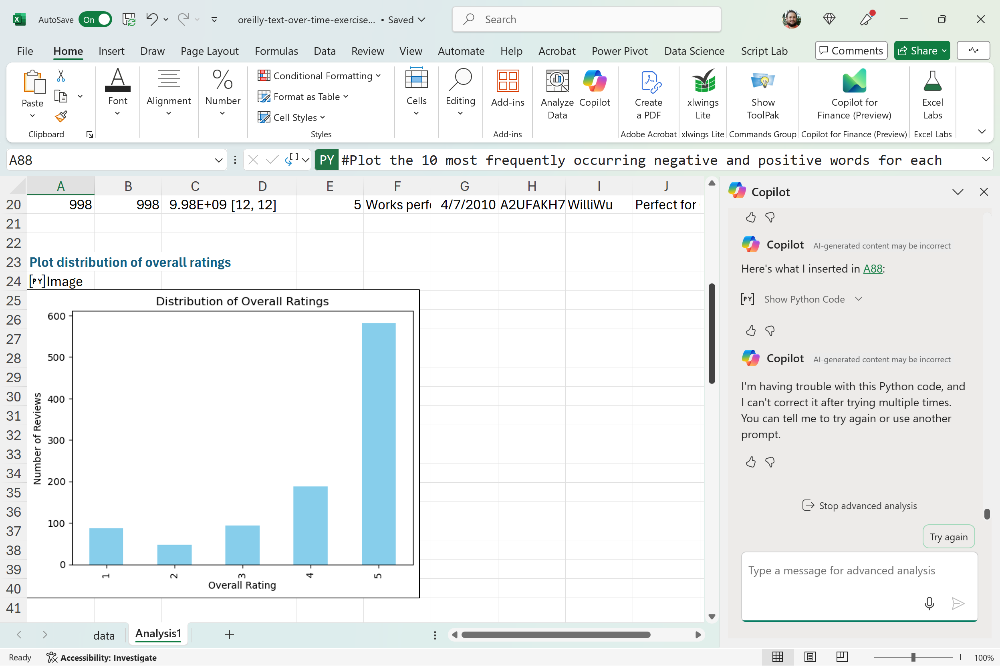 AutoSave On oreilly-text-over-time-exercise... • Saved Search
File Home Insert Draw Page Layout Formulas Data Review View Automate Help Acrobat Power Pivot Data Science Script Lab Comments Share
Paste
Clipboard
Font
Alignment
%
Number
Conditional Formatting
Format as Table
Cell Styles
Styles
Cells
Editing
Add-ins
Add-ins
Analyze
Data
Copilot
Create
a PDF
Adobe Acrobat
xlwings
Lite
xlwings Lite
Show
ToolPak
Commands Group
Copilot for
Finance (Preview)
Copilot for Finance (Preview)
Excel
Labs
Excel Labs
A88 PY #Plot the 10 most frequently occurring negative and positive words for each
A B C D E F G H I J
20 998 998 9.98E+09 [12, 12] 5 Works perf 4/7/2010 A2UFAKH7 WilliWu Perfect for
21
22
23 Plot distribution of overall ratings
24 [PY]Image
25
26
27
28
29
30
31
32
33
34
35
36
37
38
39
40
41
Distribution of Overall Ratings
600
500
400
300
200
100
0
Number of Reviews
1 2 3 4 5
Overall Rating
Copilot
Copilot AI-generated content may be incorrect
Here's what I inserted in A88:
[PY] Show Python Code
Copilot AI-generated content may be incorrect
I'm having trouble with this Python code, and
I can't correct it after trying multiple times.
You can tell me to try again or use another
prompt.
Stop advanced analysis
Try again
Type a message for advanced analysis
data Analysis1
Ready Accessibility: Investigate 100%